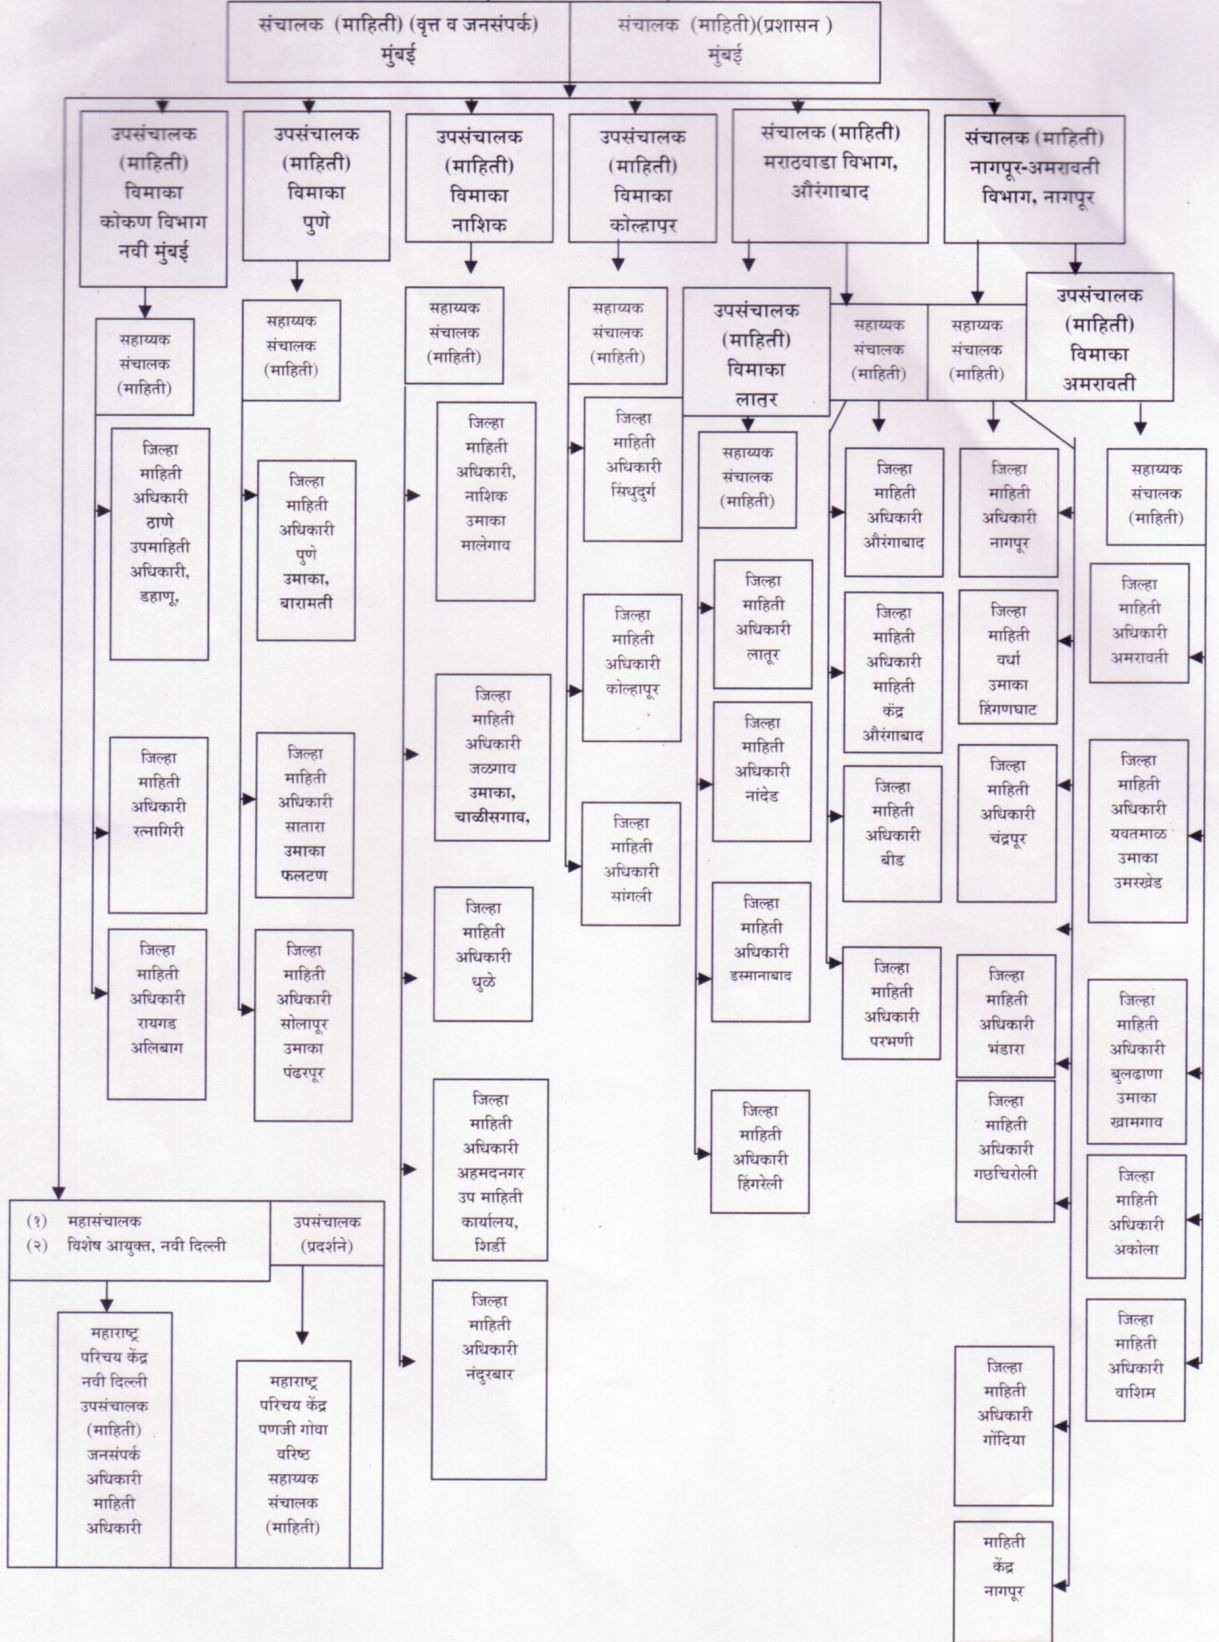 संचालक (माहिती) (वृत्त व जनसंपर्क)
मुंबई
संचालक (माहिती)(प्रशासन )
मुंबई
उपसंचालक
(माहिती)
विमाका
कोकण विभाग
नवी मुंबई
उपसंचालक
(माहिती)
विमाका
पुणे
उपसंचालक
(माहिती)
विमाका
नाशिक
उपसंचालक
(माहिती)
विमाका
कोल्हापूर
संचालक (माहिती)
मराठवाडा विभाग,
औरंगाबाद
संचालक (माहिती)
नागपूर-अमरावती
विभाग, नागपूर
सहाय्यक
संचालक
(माहिती)
सहाय्यक
संचालक
(माहिती)
सहाय्यक
संचालक
(माहिती)
सहाय्यक
संचालक
(माहिती)
उपसंचालक
(माहिती)
विमाका
लातूर
सहाय्यक
संचालक
(माहिती)
सहाय्यक
संचालक
(माहिती)
उपसंचालक
(माहिती)
विमाका
अमरावती
सहाय्यक
संचालक
(माहिती)
सहाय्यक
संचालक
(माहिती)
जिल्हा
माहिती
अधिकारी
ठाणे
उपमाहिती
अधिकारी,
डहाणू,
जिल्हा
माहिती
अधिकारी
रत्नागिरी
जिल्हा
माहिती
अधिकारी
रायगड
अलिबाग
जिल्हा
माहिती
अधिकारी
पुणे
उमाका,
बारामती
जिल्हा
माहिती
अधिकारी
सातारा
उमाका
फलटण
जिल्हा
माहिती
अधिकारी
सोलापूर
उमाका
पंढरपूर
जिल्हा
माहिती
अधिकारी,
नाशिक
उमाका
मालेगाव
जिल्हा
माहिती
अधिकारी
जळगाव
उमाका,
चाळीसगाव,
जिल्हा
माहिती
अधिकारी
धुळे
जिल्हा
माहिती
अधिकारी
अहमदनगर
उप माहिती
कार्यालय,
शिर्डी
जिल्हा
माहिती
अधिकारी
नंदुरबार
जिल्हा
माहिती
अधिकारी
सिंधुदुर्ग
जिल्हा
माहिती
अधिकारी
कोल्हापूर
जिल्हा
माहिती
अधिकारी
सांगली
जिल्हा
माहिती
अधिकारी
लातूर
जिल्हा
माहिती
अधिकारी
नांदेड
जिल्हा
माहिती
अधिकारी
डस्मानाबाद
जिल्हा
माहिती
अधिकारी
हिंगरेली
जिल्हा
माहिती
अधिकारी
औरंगाबाद
जिल्हा
माहिती
अधिकारी
माहिती
केंद्र
औरंगाबाद
जिल्हा
माहिती
अधिकारी
बीड
जिल्हा
माहिती
अधिकारी
परभणी
जिल्हा
माहिती
अधिकारी
नागपूर
जिल्हा
माहिती
वर्धा
उमाका
हिंगणघाट
जिल्हा
माहिती
अधिकारी
चंद्रपूर
जिल्हा
माहिती
अधिकारी
भंडारा
जिल्हा
माहिती
अधिकारी
गछचिरोली
जिल्हा
माहिती
अधिकारी
गोंदिया
माहिती
केंद्र
नागपूर
जिल्हा
माहिती
अधिकारी
अमरावती
जिल्हा
माहिती
अधिकारी
यवतमाळ
उमाका
उमरखेड
जिल्हा
माहिती
अधिकारी
बुलढाणा
उमाका
खामगाव
जिल्हा
माहिती
अधिकारी
अंकोला
जिल्हा
माहिती
अधिकारी
वाशिम
(१) महासंचालक
(२) विशेष आयुक्त, नवी दिल्ली
उपसंचालक
(प्रदर्शने)
महाराष्ट्र
परिचय केंद्र
नवी दिल्ली
उपसंचालक
(माहिती)
जनसंपर्क
अधिकारी
माहिती
अधिकारी
महाराष्ट्र
परिचय केंद्र
पणजी गोवा
वरिष्ठ
सहाय्यक
संचालक
(माहिती)